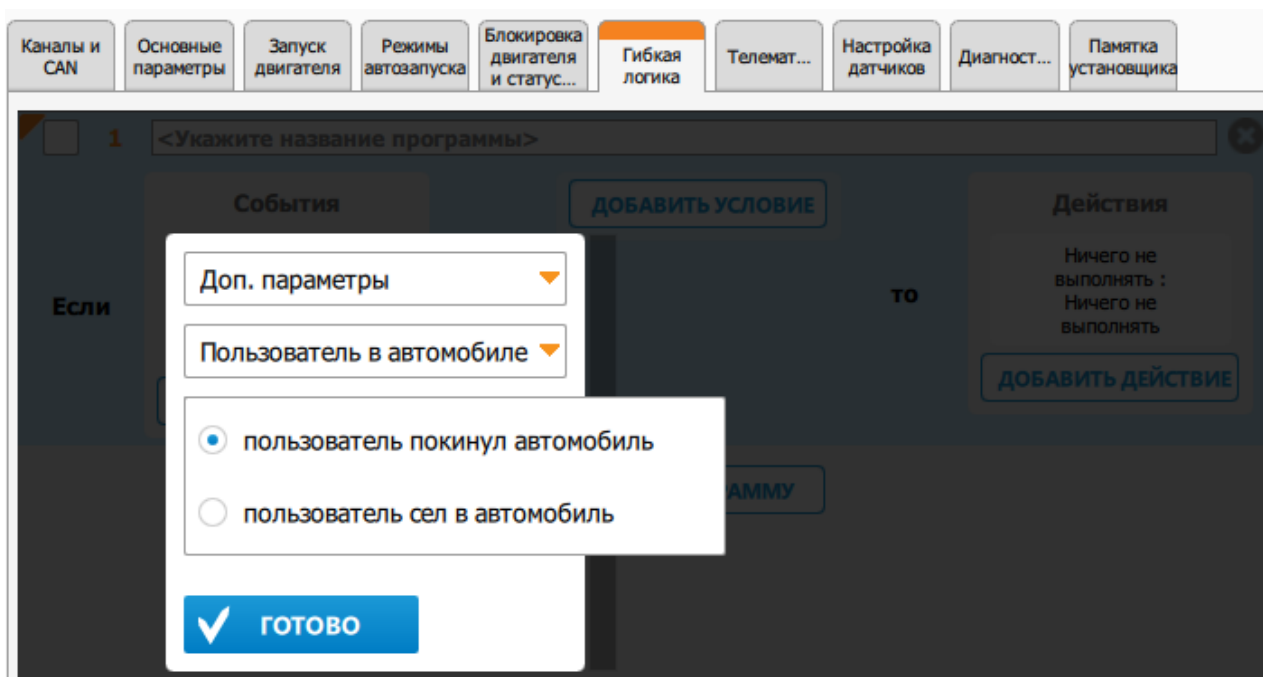 Каналы и
CAN
Основные
параметры
Запуск
двигателя
Режимы
автозапуска
Блокировка
двигателя
и статус...
Гибкая
логика
Телемат...
Настройка
датчиков
Диагност...
Памятка
установщика
1 <Укажите название программы>
События
ДОБАВИТЬ УСЛОВИЕ
Действия
Если
то
Ничего не
выполнять :
Ничего не
выполнять
ДОБАВИТЬ ДЕЙСТВИЕ
Доп. параметры
Пользователь в автомобиле
пользователь покинул автомобиль
пользователь сел в автомобиль
РАММУ
ГОТОВО